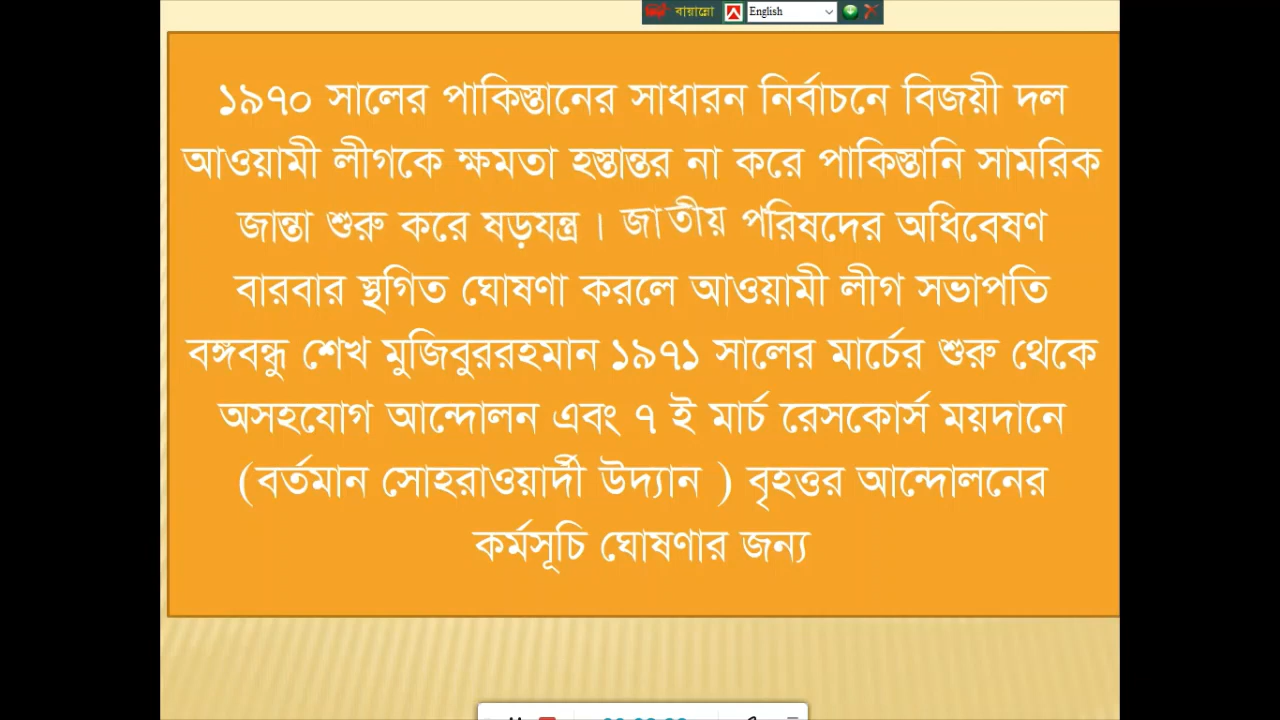 বায়ান্নো English
১৯৭০ সালের পাকিস্তানের সাধারন নির্বাচনে বিজয়ী দল
আওয়ামী লীগকে ক্ষমতা হস্তান্তর না করে পাকিস্তানি সামরিক
জান্তা শুরু করে ষড়যন্ত্র । জাতীয় পরিষদের অধিবেষণ
বারবার স্থগিত ঘোষণা করলে আওয়ামী লীগ সভাপতি
বঙ্গবন্ধু শেখ মুজিবুররহমান ১৯৭১ সালের মার্চের শুরু থেকে
অসহযোগ আন্দোলন এবং ৭ ই মার্চ রেসকোর্স ময়দানে
(বর্তমান সোহরাওয়ার্দী উদ্যান ) বৃহত্তর আন্দোলনের
কর্মসূচি ঘোষণার জন্য